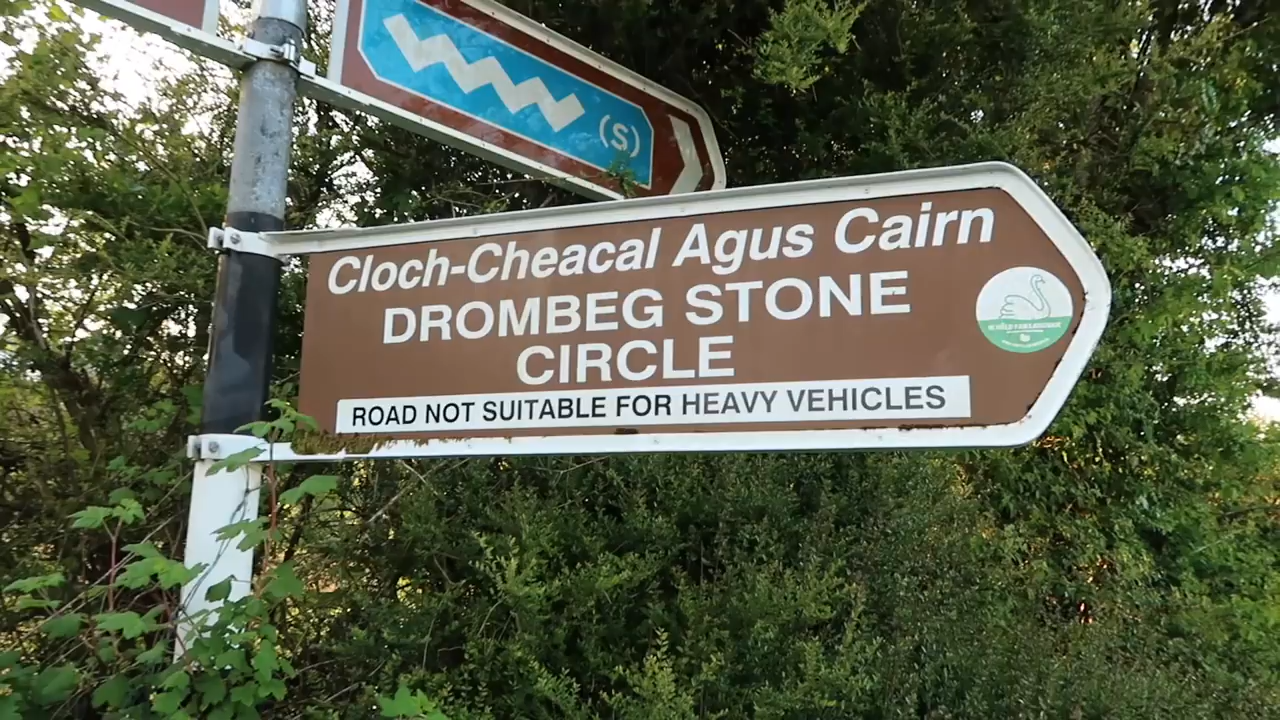 (S)
Cloch-Cheacal Agus Cairn
DROMBEG STONE
CIRCLE
ROAD NOT SUITABLE FOR HEAVY VEHICLES